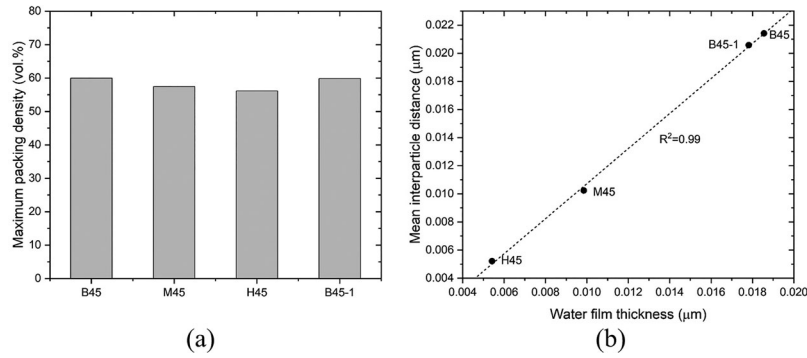 Maximum packing density (vol.%)
80
70
60
50
40
30
20
10
0
B45
M45
H45
B45-1
(a)
Mean interparticle distance (μm)
0.022
0.020
0.018
0.016
0.014
0.012
0.010
0.008
0.006
0.004
B45-1
B45
R²=0.99
M45
H45
0.004
0.006
0.008
0.010
0.012
0.014
0.016
0.018
0.020
Water film thickness (μm)
(b)